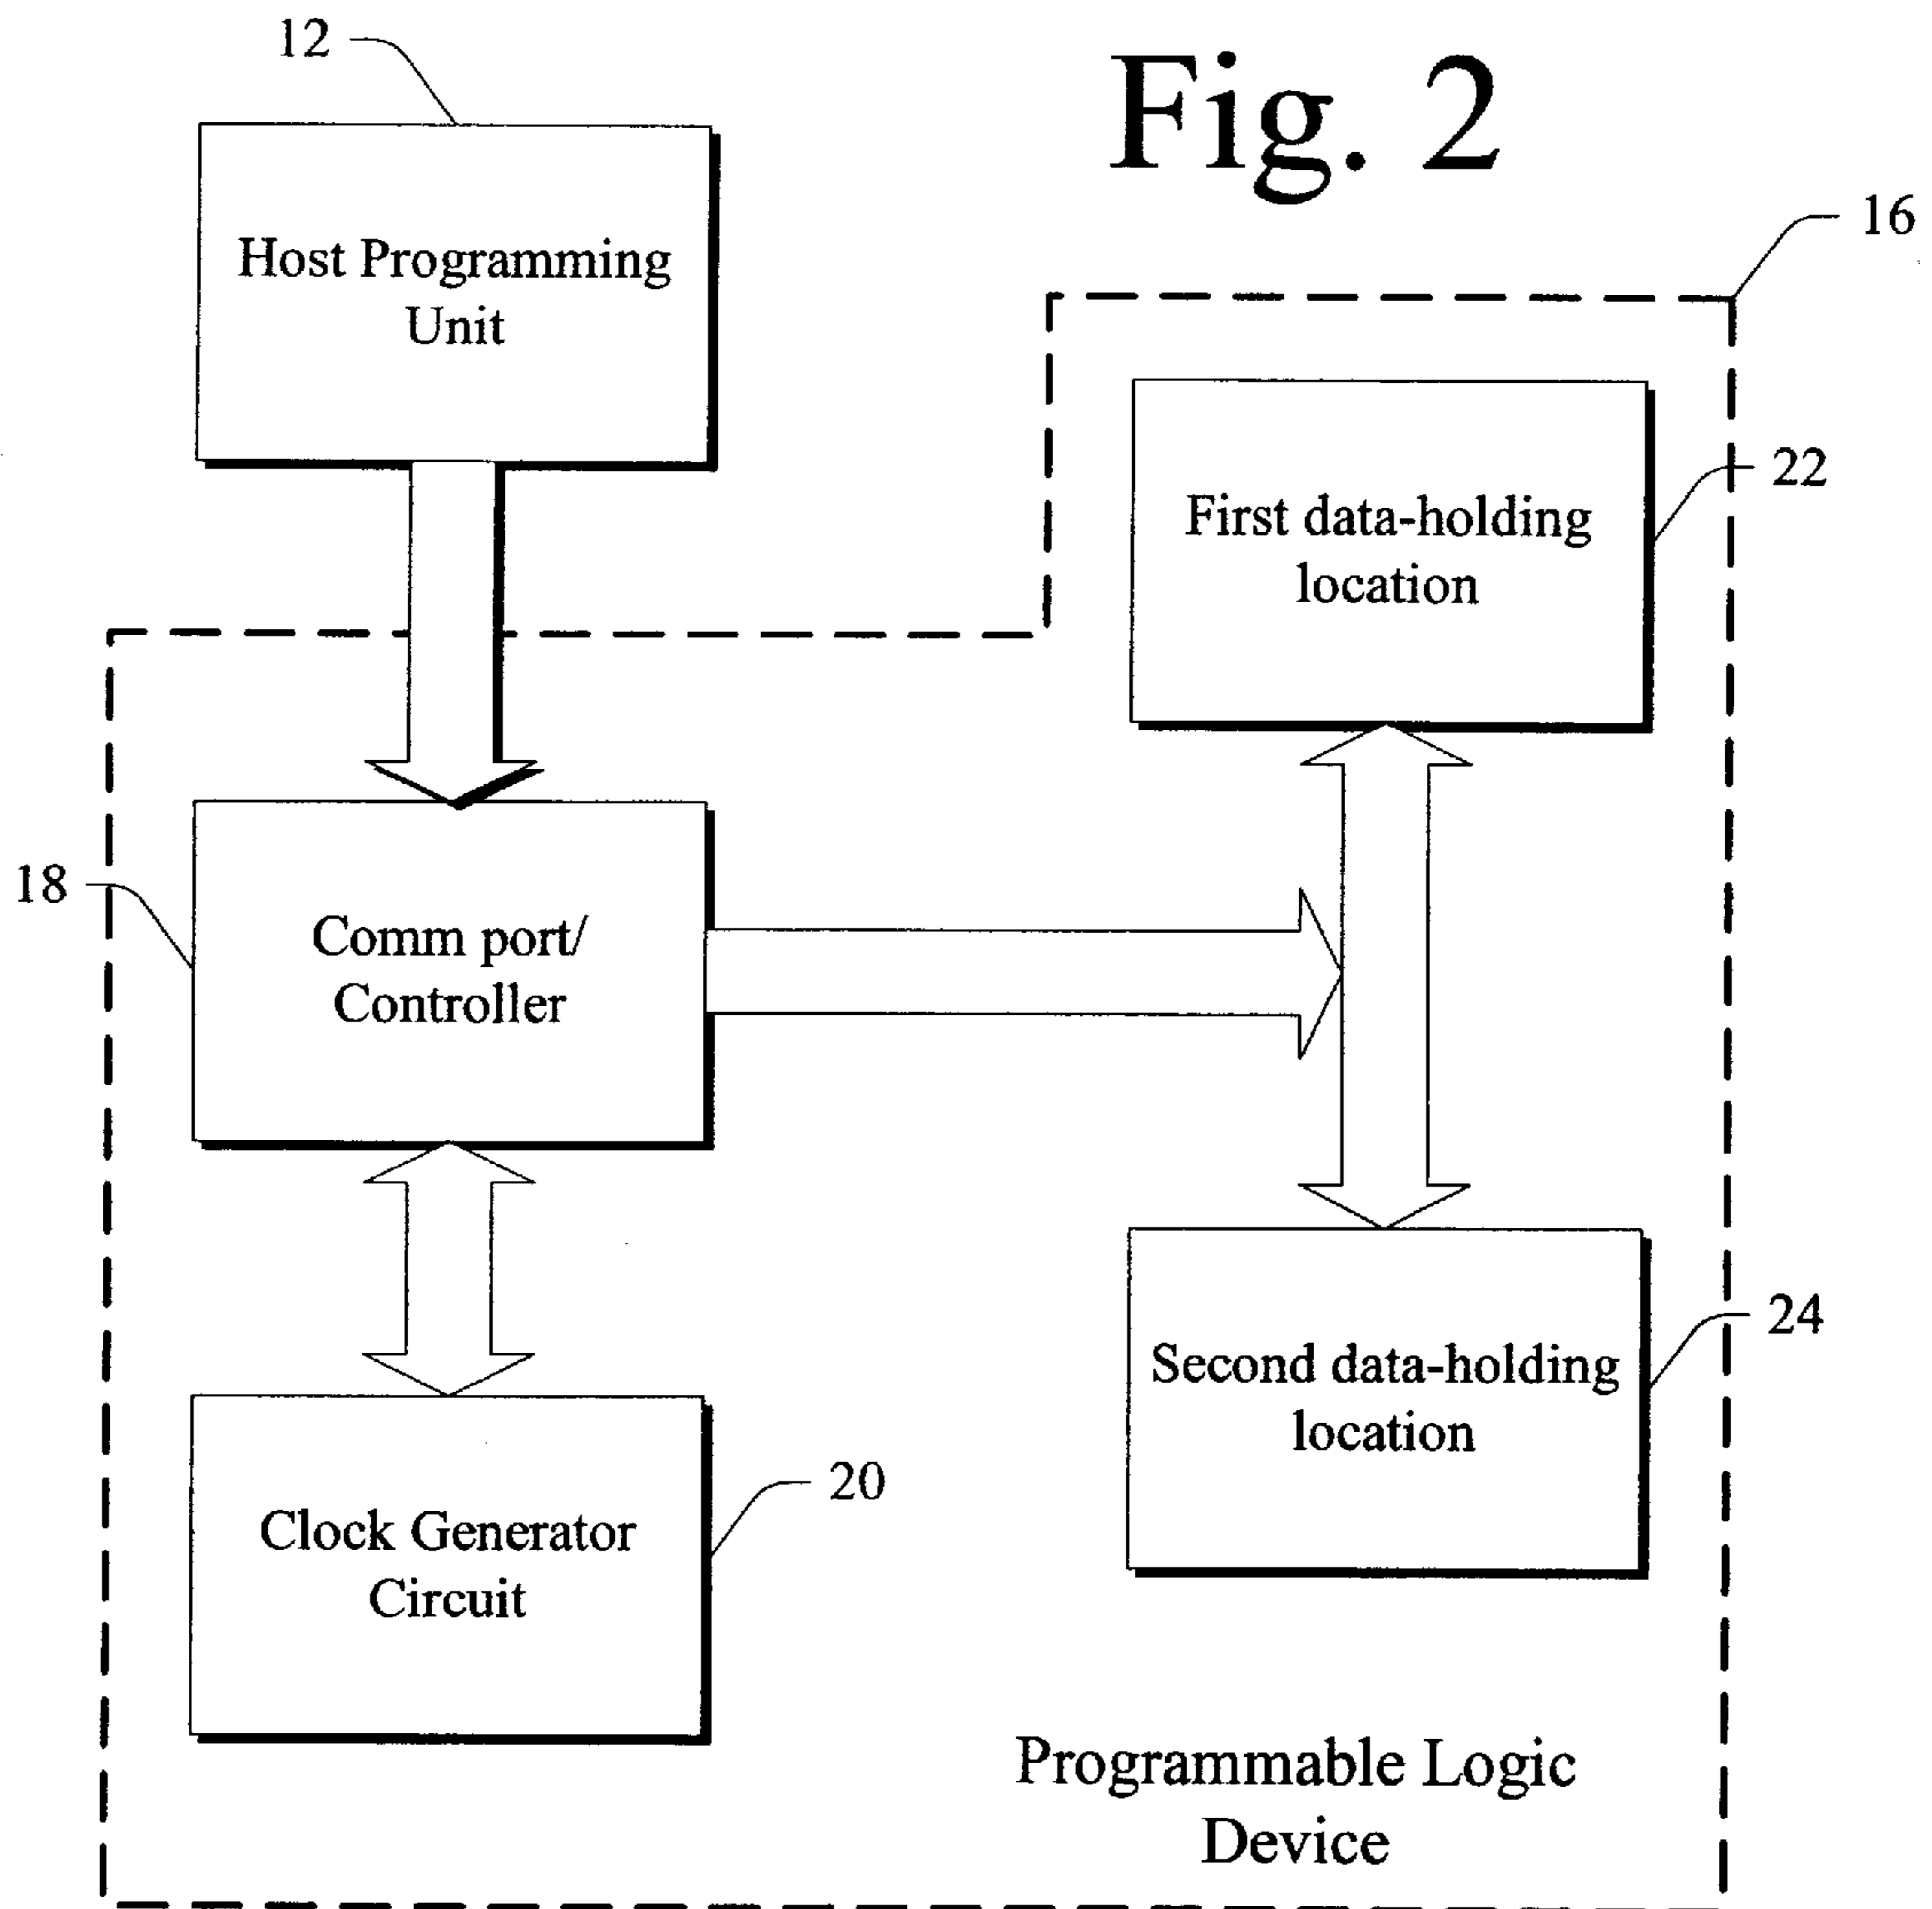 12
Fig. 2
16
Host Programming
Unit
22
First data-holding
location
18
Comm port/
Controller
24
Second data-holding
location
20
Clock Generator
Circuit
Programmable Logic
Device